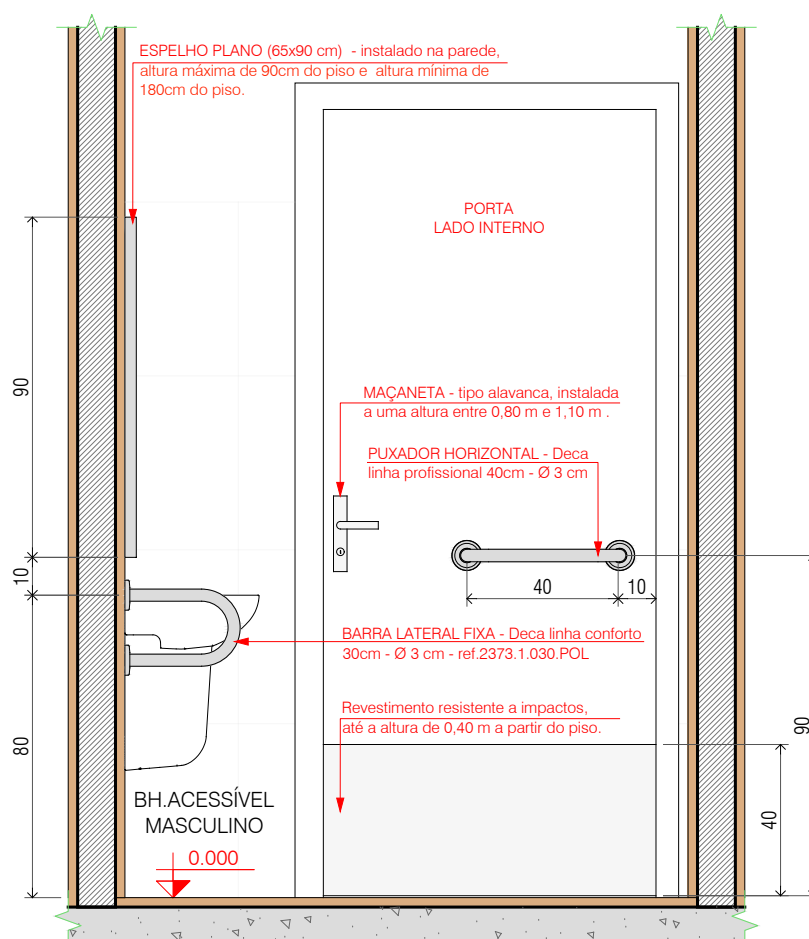 ESPELHO PLANO (65x90 cm) - instalado na parede,
altura máxima de 90cm do piso e altura mínima de
180cm do piso.
PORTA
LADO INTERNO
90
MAÇANETA - tipo alavanca, instalada
a uma altura entre 0,80 m e 1,10 m .
PUXADOR HORIZONTAL - Deca
linha profissional 40cm - Ø 3 cm
10
40
10
BARRA LATERAL FIXA - Deca linha conforto
30cm - Ø 3 cm - ref.2373.1.030.POL
Revestimento resistente a impactos,
até a altura de 0,40 m a partir do piso.
80
90
40
BH.ACESSÍVEL
MASCULINO
0.000